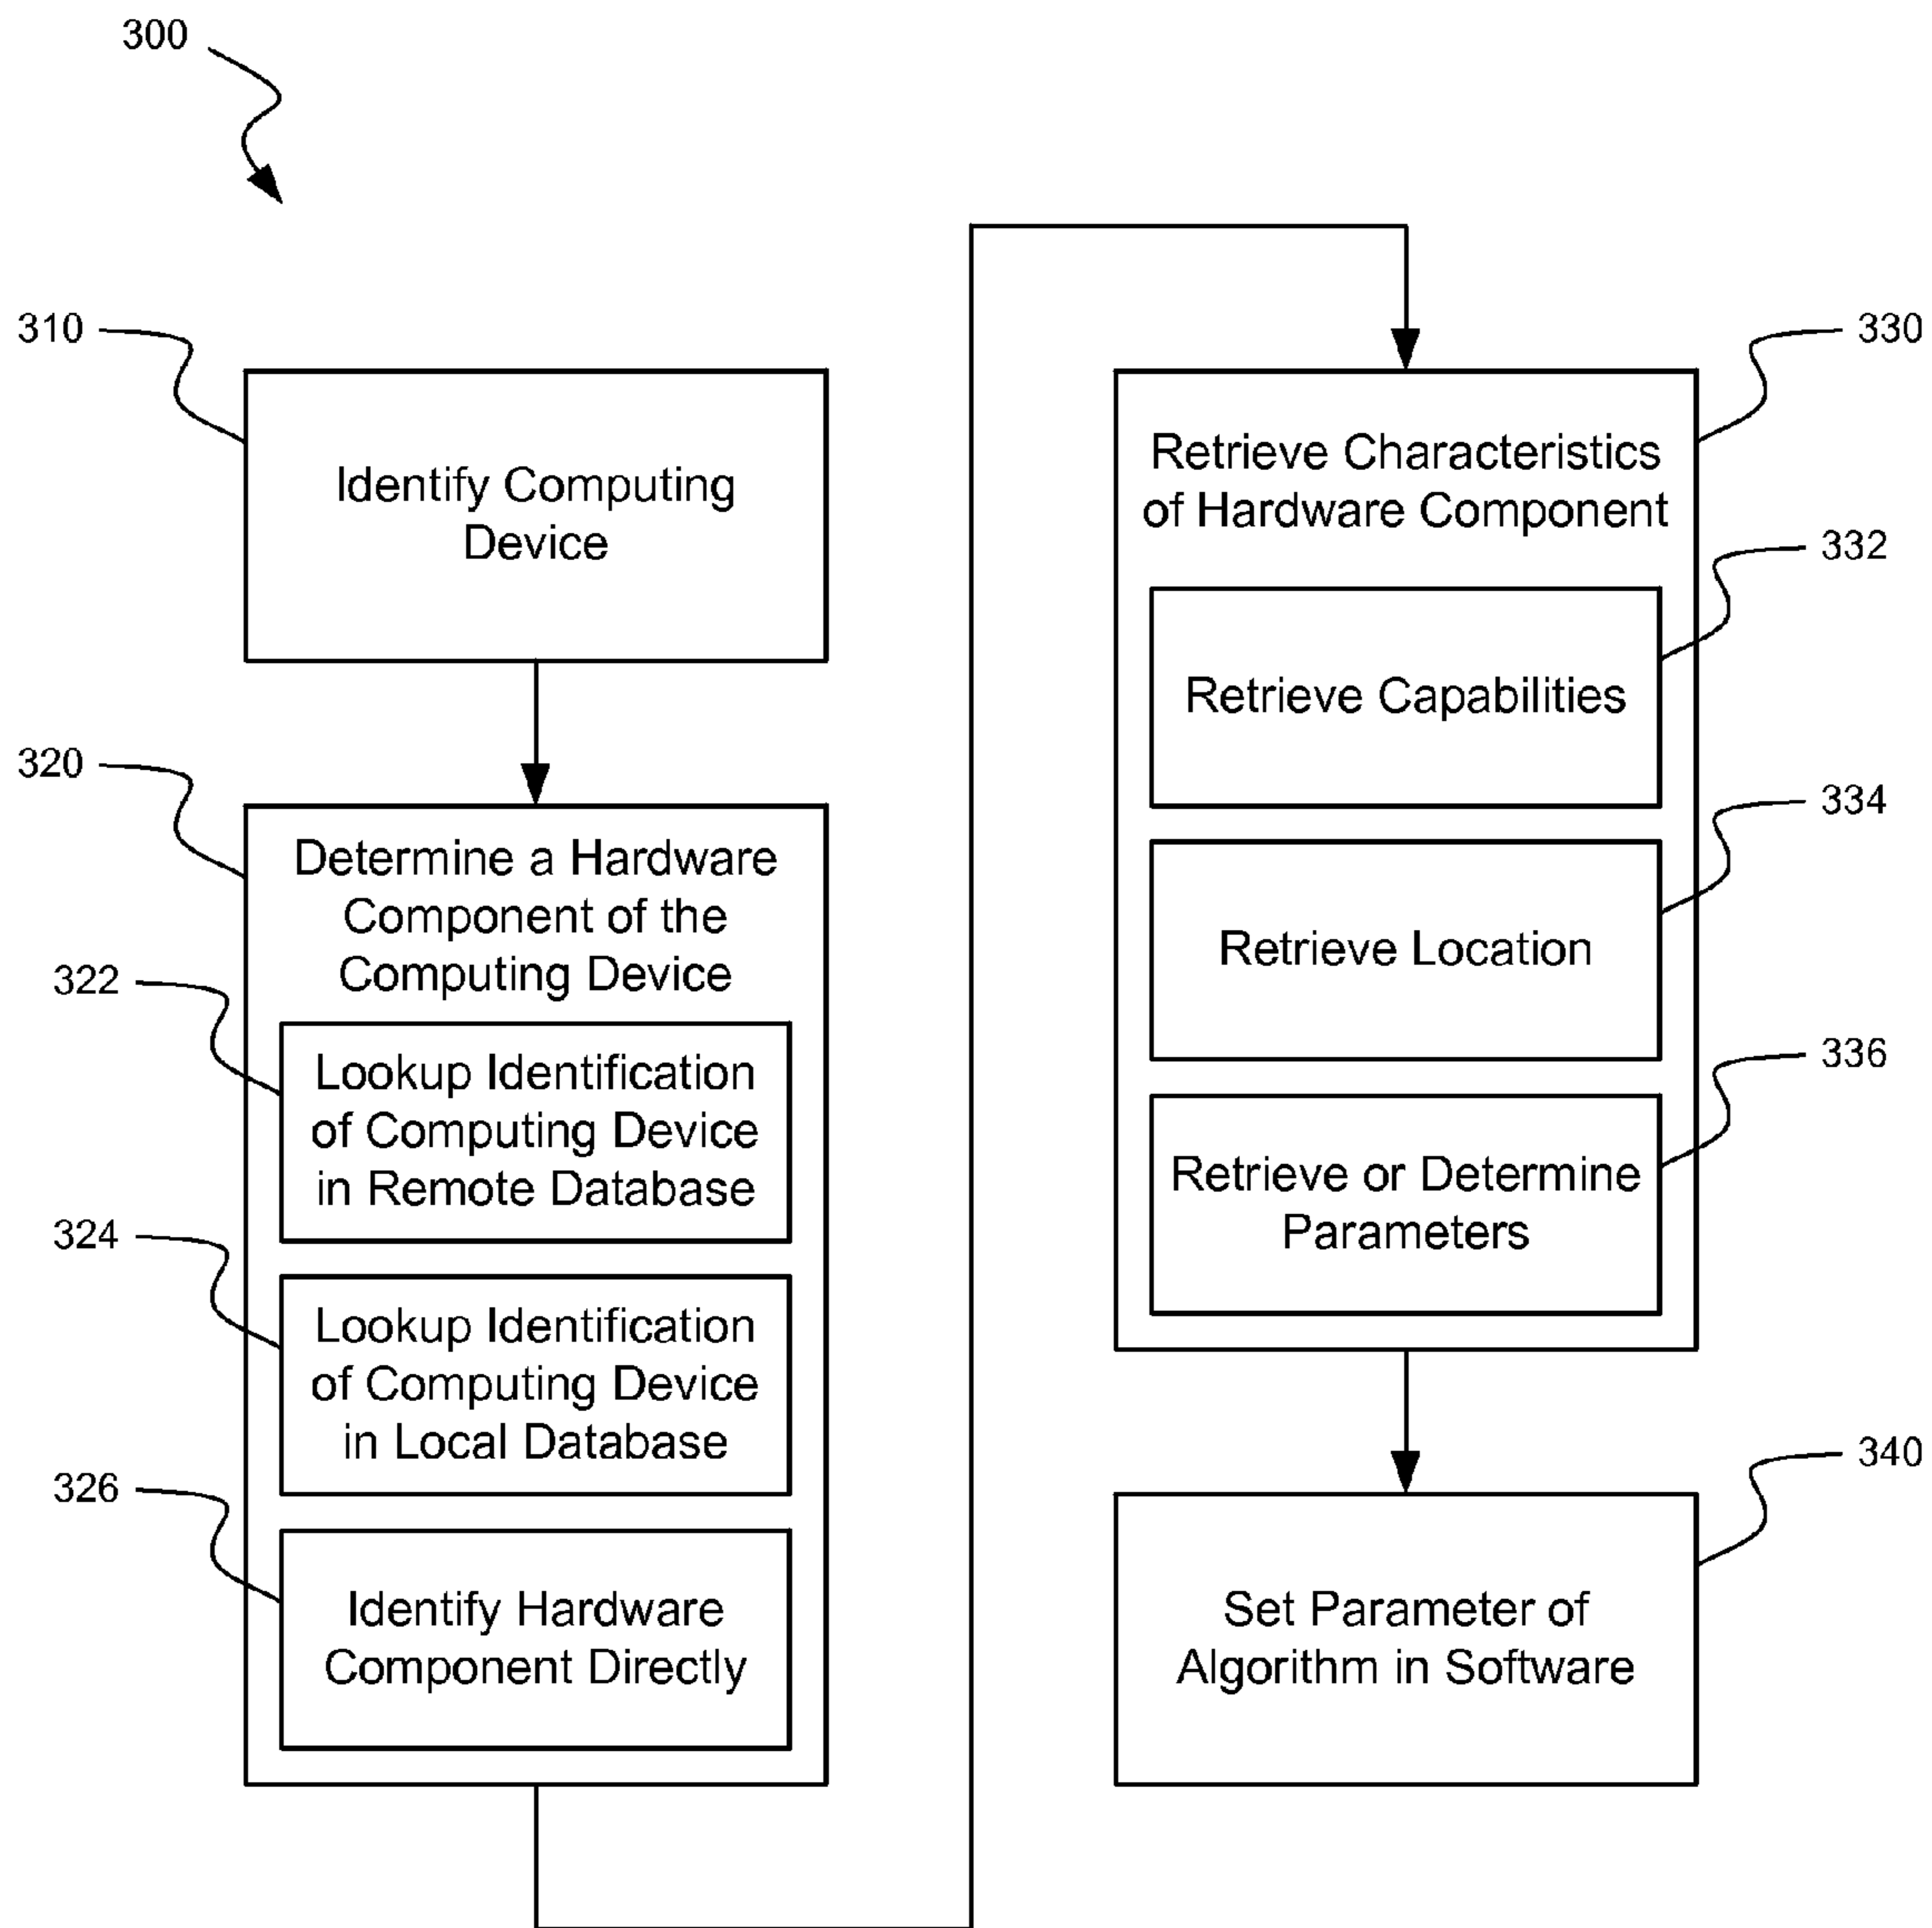 300
310
Identify Computing
Device
320
Determine a Hardware
Component of the
Computing Device
322
Lookup Identification
of Computing Device
in Remote Database
324
Lookup Identification
of Computing Device
in Local Database
326
Identify Hardware
Component Directly
330
Retrieve Characteristics
of Hardware Component
332
Retrieve Capabilities
334
Retrieve Location
336
Retrieve or Determine
Parameters
340
Set Parameter of
Algorithm in Software